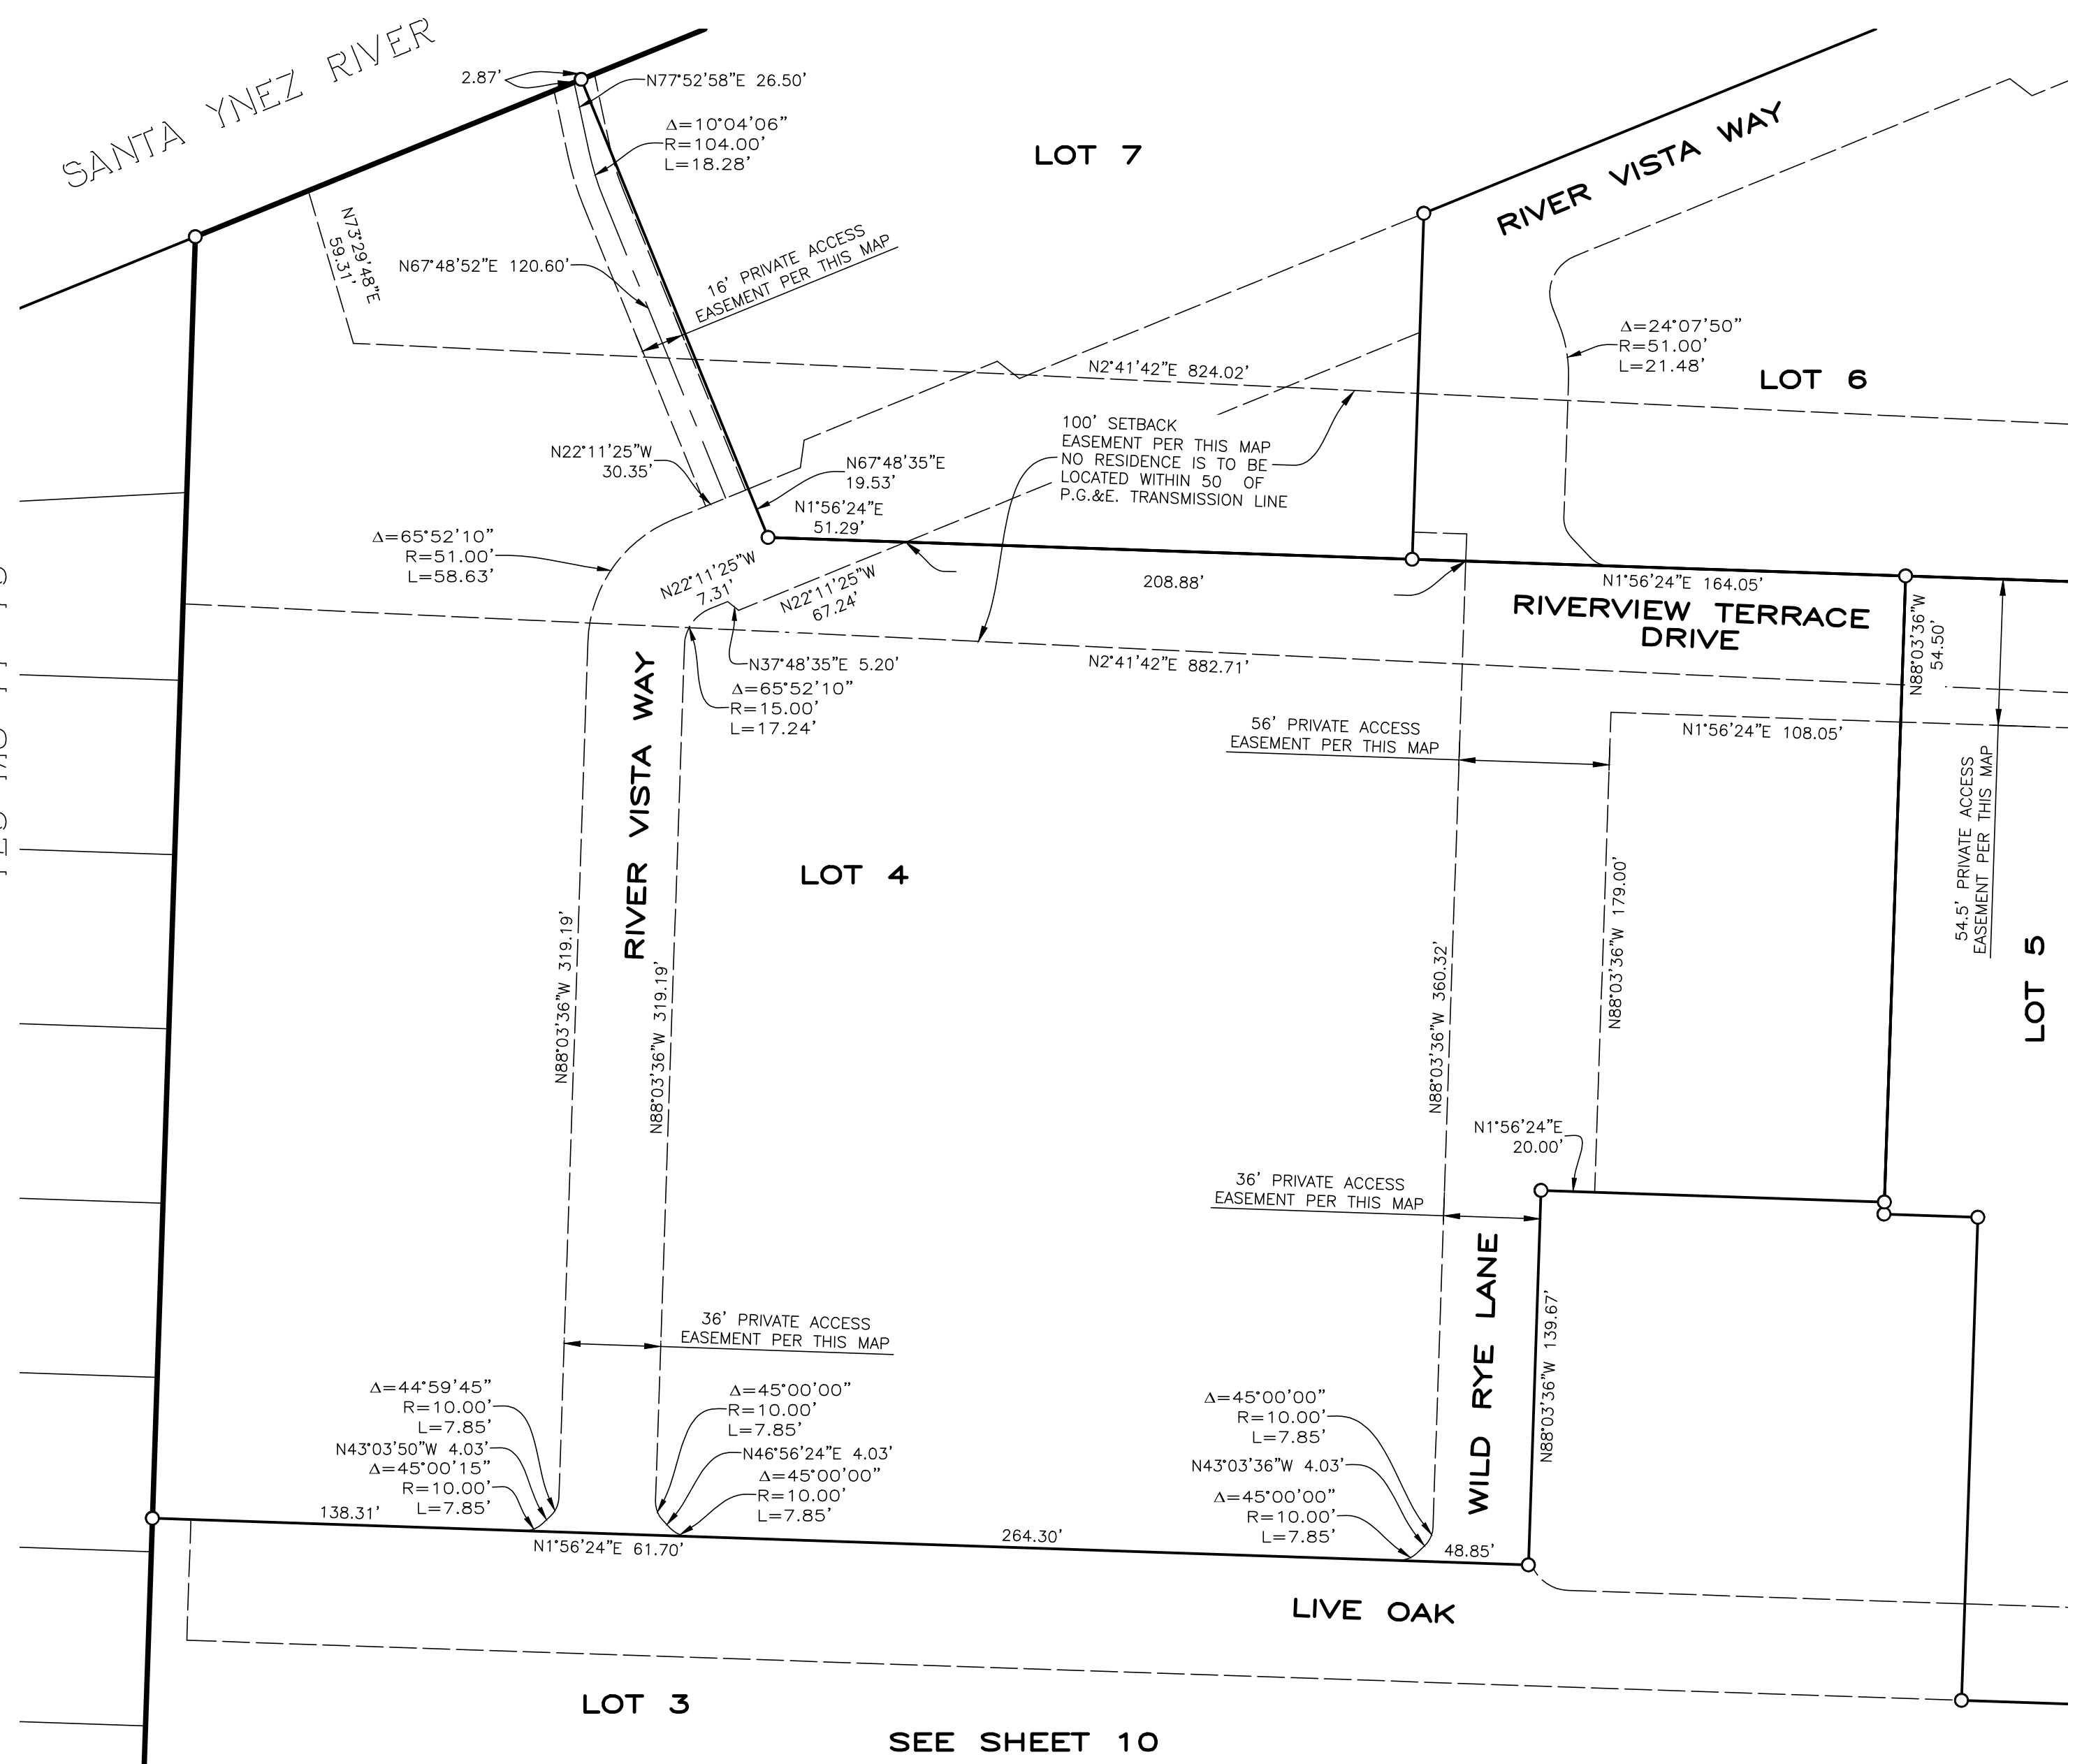 SANTA YNEZ RIVER
2.87'
N77°52'58"E 26.50'
Δ=10°04'06"
R=104.00'
L=18.28'
LOT 7
RIVER VISTA WAY
N73°29'48"E
59.31'
N67°48'52"E 120.60'
16' PRIVATE ACCESS
EASEMENT PER THIS MAP
Δ=24°07'50"
R=51.00'
L=21.48'
LOT 6
N2°41'42"E 824.02'
100' SETBACK
EASEMENT PER THIS MAP
NO RESIDENCE IS TO BE
LOCATED WITHIN 50 OF
P.G.&E. TRANSMISSION LINE
N22°11'25"W
30.35'
N67°48'35"E
19.53'
N1°56'24"E
51.29'
Δ=65°52'10"
R=51.00'
L=58.63'
N22°11'25"W
7.31'
N22°11'25"W
67.24'
208.88'
N1°56'24"E 164.05'
RIVERVIEW TERRACE
DRIVE
N88°03'36"W
54.50'
N37°48'35"E 5.20'
Δ=65°52'10"
R=15.00'
L=17.24'
N2°41'42"E 882.71'
RIVER VISTA WAY
56' PRIVATE ACCESS
EASEMENT PER THIS MAP
N1°56'24"E 108.05'
54.5' PRIVATE ACCESS
EASEMENT PER THIS MAP
LOT 4
LOT 5
N88°03'36"W 319.19'
N88°03'36"W 319.19'
N88°03'36"W 360.32'
N88°03'36"W 179.00'
N1°56'24"E
20.00'
36' PRIVATE ACCESS
EASEMENT PER THIS MAP
WILD RYE LANE
N88°03'36"W 139.67'
36' PRIVATE ACCESS
EASEMENT PER THIS MAP
Δ=44°59'45"
R=10.00'
L=7.85'
N43°03'50"W 4.03'
Δ=45°00'15"
R=10.00'
L=7.85'
Δ=45°00'00"
R=10.00'
L=7.85'
N46°56'24"E 4.03'
Δ=45°00'00"
R=10.00'
L=7.85'
Δ=45°00'00"
R=10.00'
L=7.85'
N43°03'36"W 4.03'
Δ=45°00'00"
R=10.00'
L=7.85'
138.31'
N1°56'24"E 61.70'
264.30'
48.85'
LIVE OAK
LOT 3
SEE SHEET 10